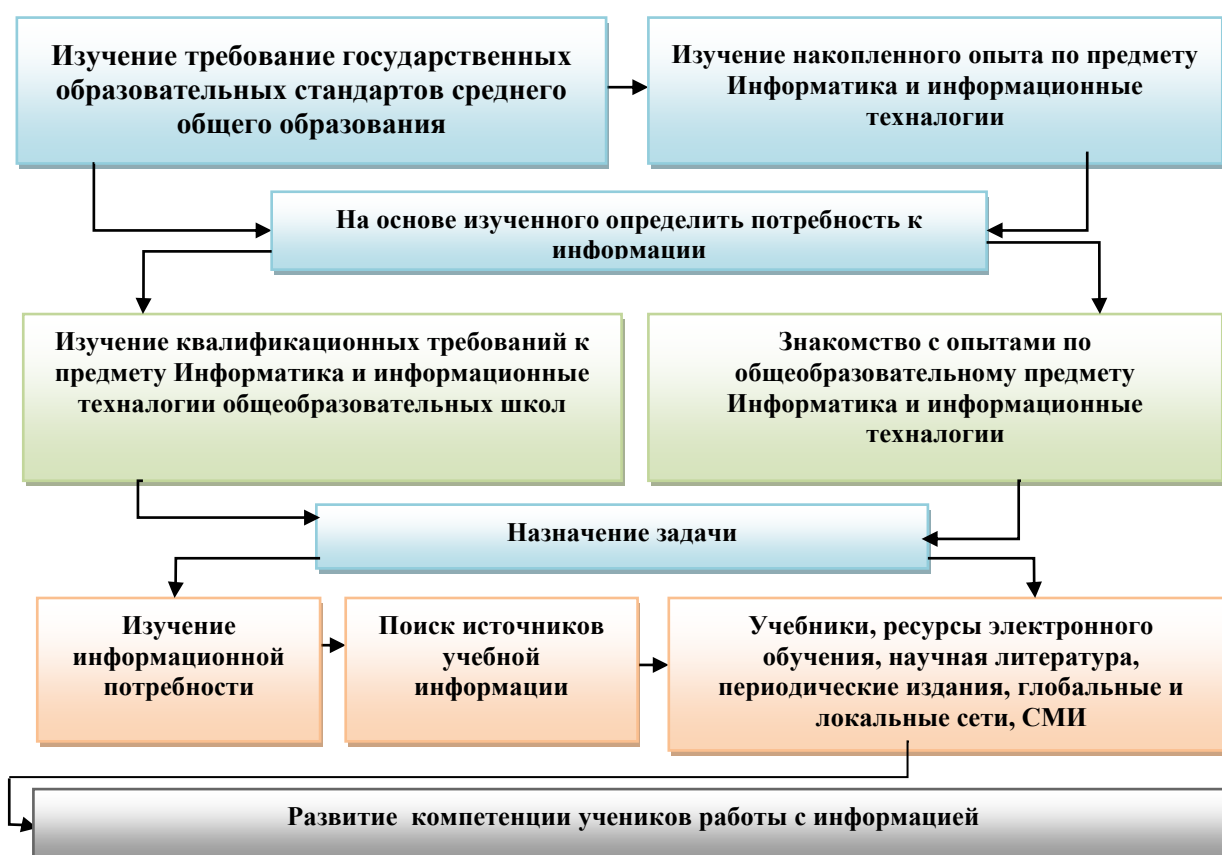 Изучение требование государственных
образовательных стандартов среднего
общего образования
Изучение накопленного опыта по предмету
Информатика и информационные
техналогии
На основе изученного определить потребность к
информации
Изучение квалификационных требований к
предмету Информатика и информационные
техналогии общеобразовательных школ
Знакомство с опытами по
общеобразовательному предмету
Информатика и информационные
техналогии
Назначение задачи
Изучение
информационной
потребности
Поиск источников
учебной
информации
Учебники, ресурсы электронного
обучения, научная литература,
периодические издания, глобальные и
локальные сети, СМИ
Развитие компетенции учеников работы с информацией